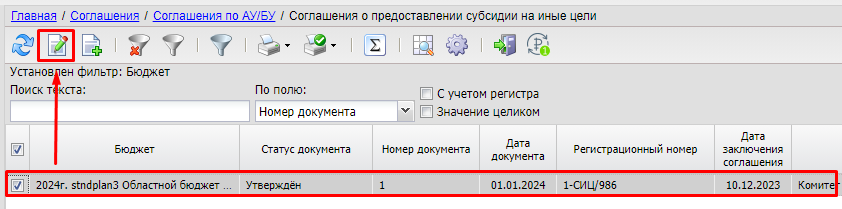 Главная / Соглашения / Соглашения по АУ/БУ / Соглашения о предоставлении субсидии на иные цели
Установлен фильтр: Бюджет
Поиск текста: По полю: С учетом регистра
Номер документа Значение целиком
Бюджет Статус документа Номер документа Дата документа Регистрационный номер Дата заключения соглашения
2024г. stndplan3 Областной бюджет ... Утверждён 1 01.01.2024 1-СИЦ/986 10.12.2023 Комитет